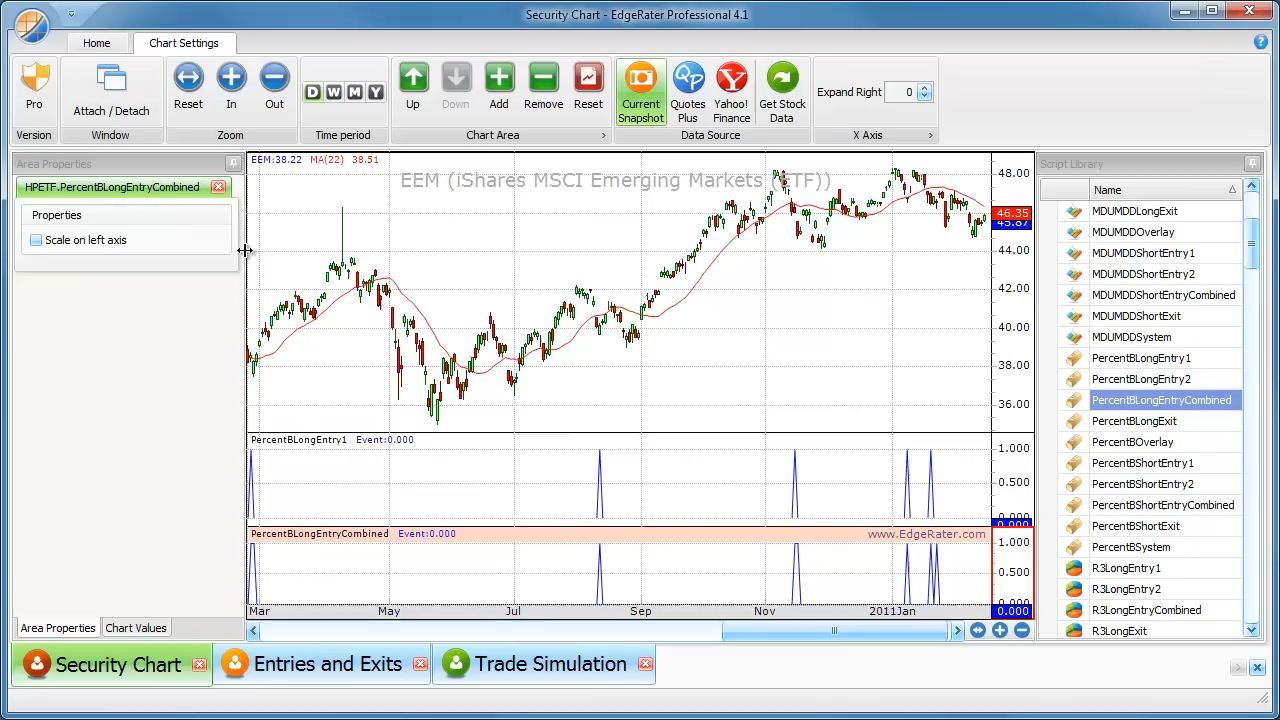 Security Chart - EdgeRater Professional 4.1
Home
Chart Settings
Pro
Attach / Detach
Reset
In
Out
D W M Y
Up
Down
Add
Remove
Reset
Current Snapshot
Quotes Plus
Yahoo! Finance
Get Stock Data
Expand Right 0
Version
Window
Zoom
Time period
Chart Area
Data Source
X Axis
Area Properties
HPETF.PercentBLongEntryCombined
Properties
Scale on left axis
Area Properties
Chart Values
EEM:38.22 MA(22) 38.51
EEM (iShares MSCI Emerging Markets (ETF))
48.00
46.35
45.87
44.00
42.00
40.00
38.00
36.00
PercentBLongEntry1 Event:0.000
1.000
0.500
0.000
0.000
PercentBLongEntryCombined Event:0.000
www.EdgeRater.com
1.000
0.500
0.000
0.000
Mar May Jul Sep Nov 2011Jan
Script Library
Name
MDUMDDLongExit
MDUMDDOverlay
MDUMDDShortEntry1
MDUMDDShortEntry2
MDUMDDShortEntryCombined
MDUMDDShortExit
MDUMDDSystem
PercentBLongEntry1
PercentBLongEntry2
PercentBLongEntryCombined
PercentBLongExit
PercentBOverlay
PercentBShortEntry1
PercentBShortEntry2
PercentBShortEntryCombined
PercentBShortExit
PercentBSystem
R3LongEntry1
R3LongEntry2
R3LongEntryCombined
R3LongExit
Security Chart
Entries and Exits
Trade Simulation